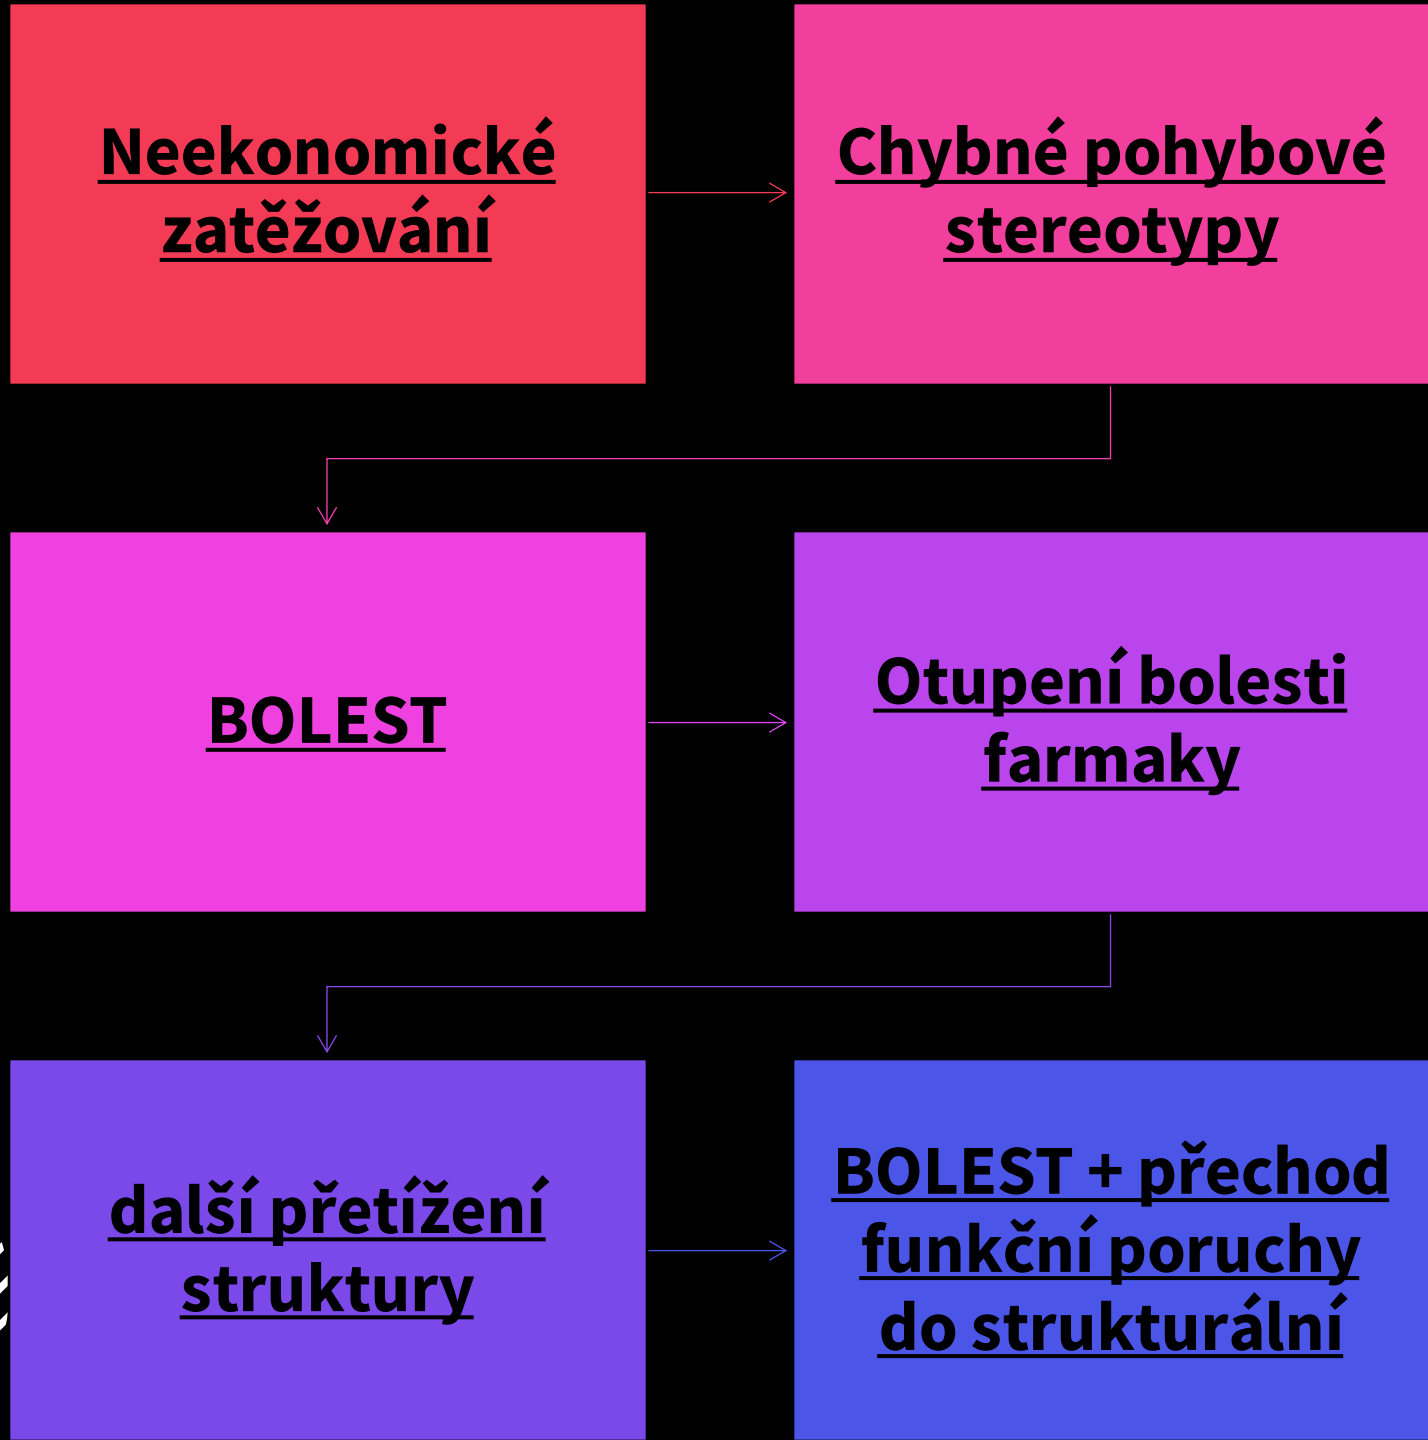 Neekonomické
zatěžování
Chybné pohybové
stereotypy
BOLEST
Otupení bolesti
farmaky
další přetížení
struktury
BOLEST + přechod
funkční poruchy
do strukturální